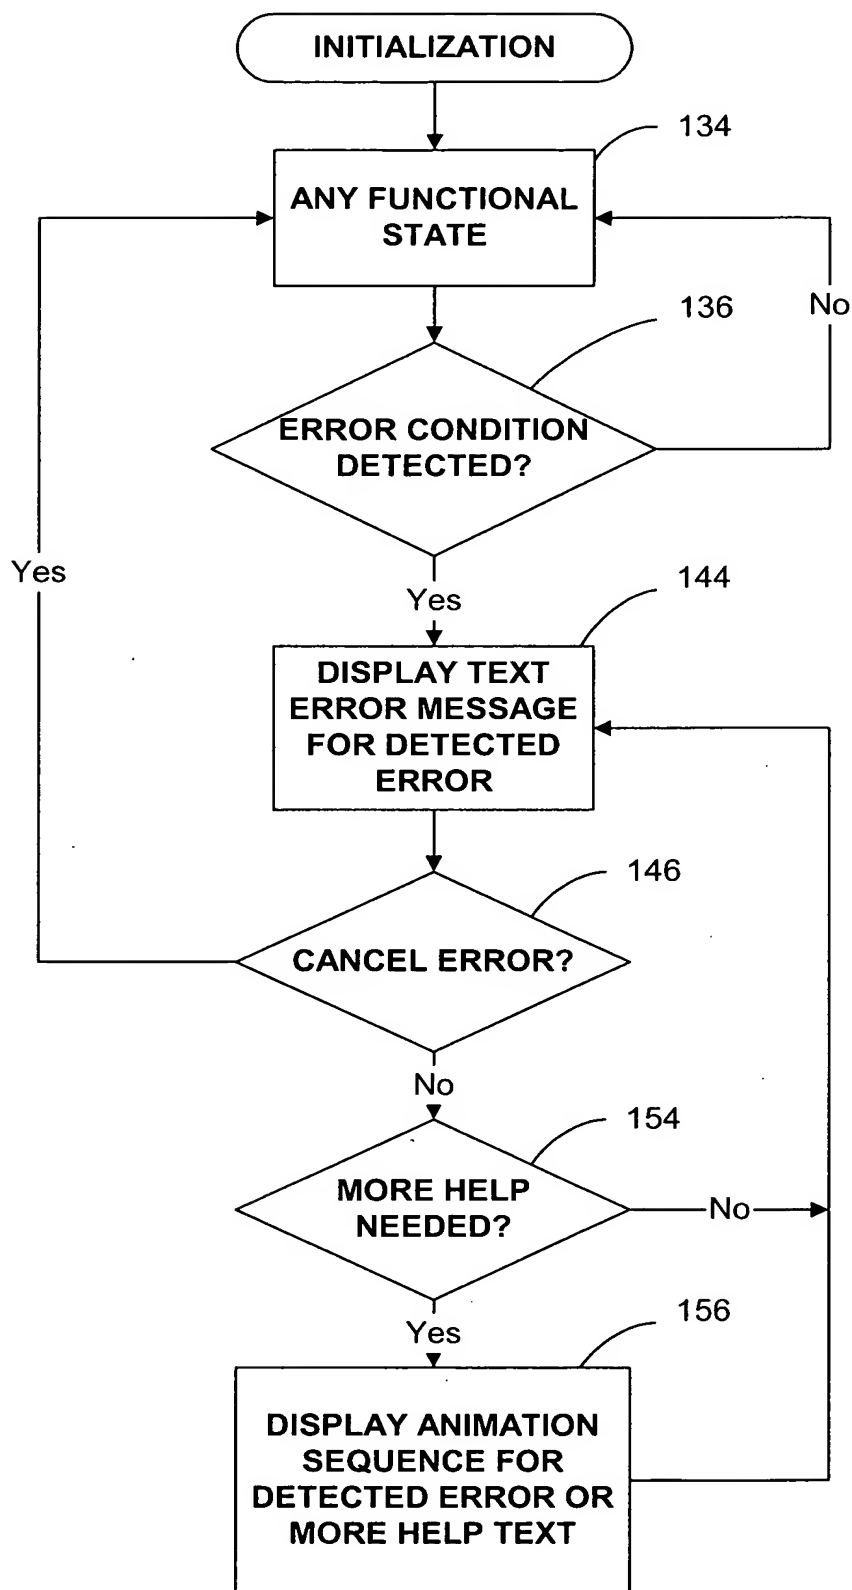 INITIALIZATION
134
ANY FUNCTIONAL
STATE
136
No
ERROR CONDITION
DETECTED?
Yes
Yes
144
DISPLAY TEXT
ERROR MESSAGE
FOR DETECTED
ERROR
146
CANCEL ERROR?
No
154
MORE HELP
NEEDED?
No
156
Yes
DISPLAY ANIMATION
SEQUENCE FOR
DETECTED ERROR OR
MORE HELP TEXT